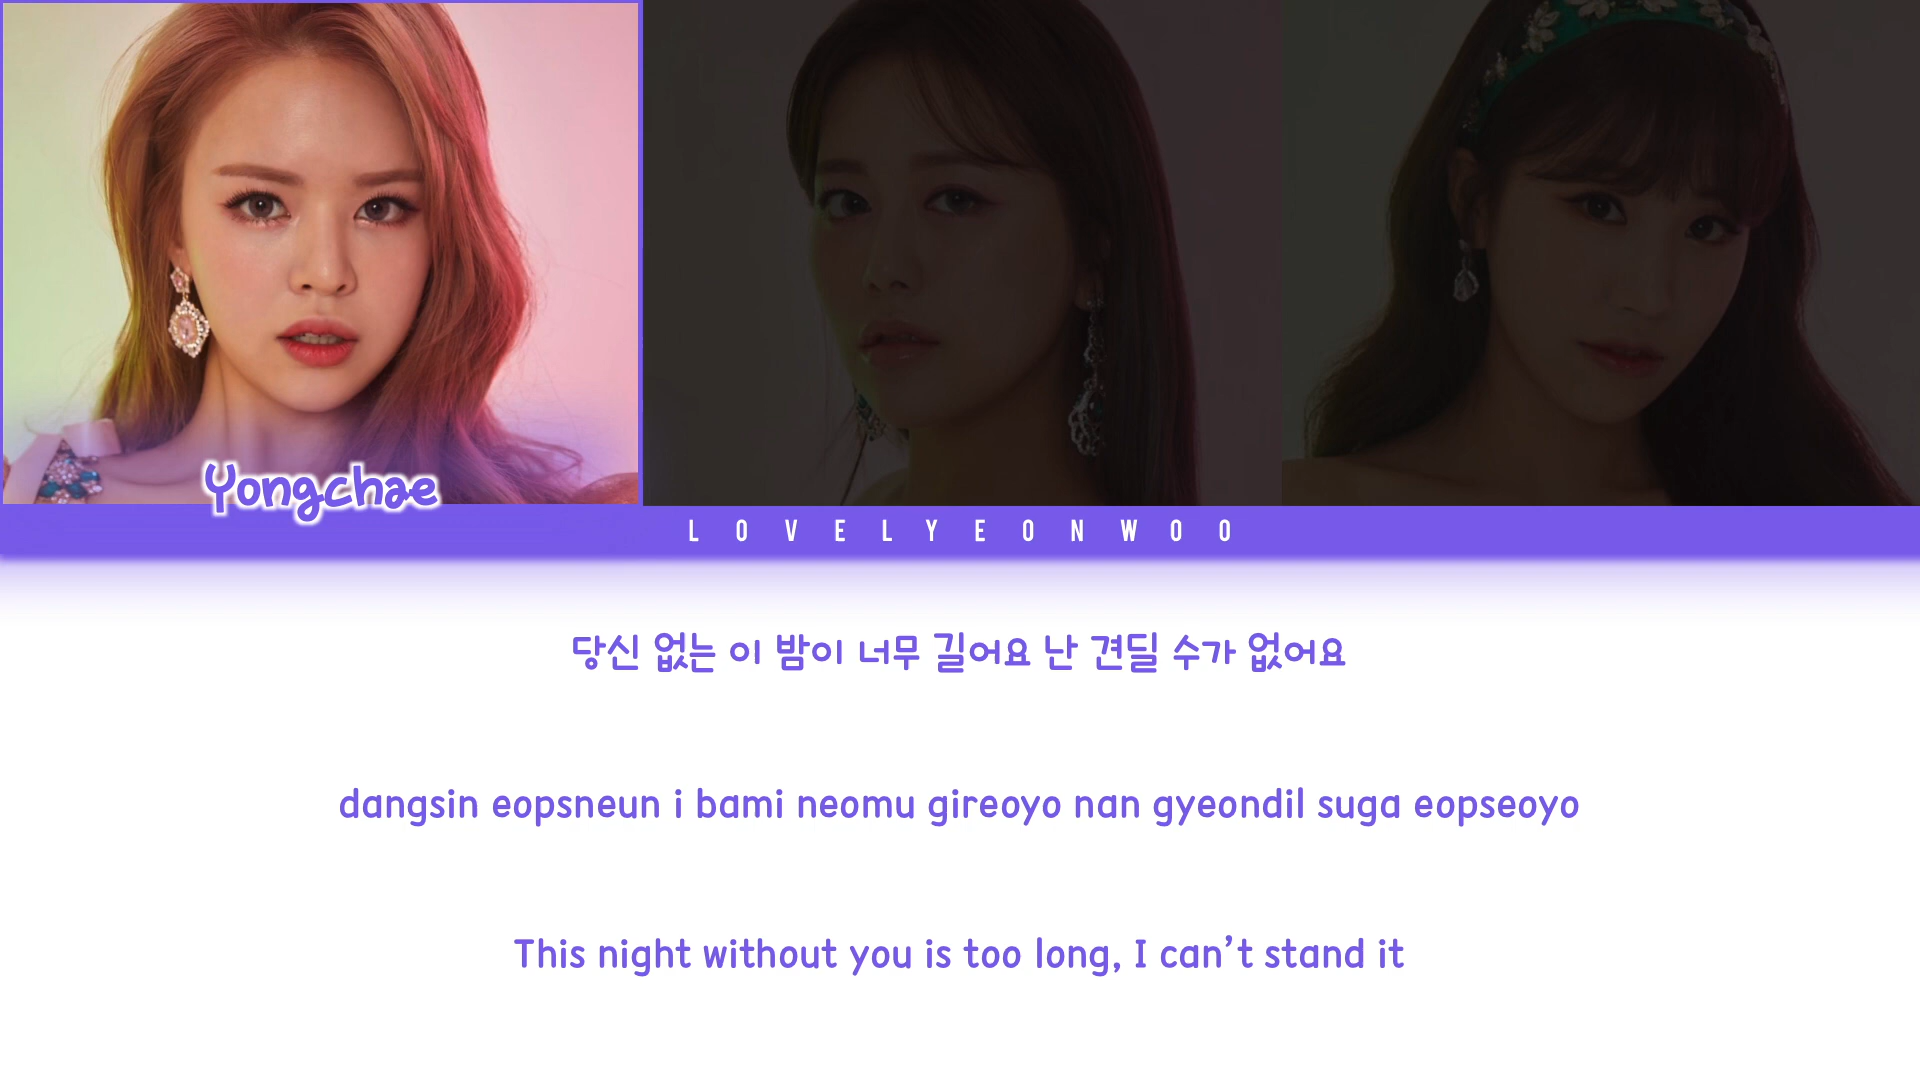 Yongchae
LOVELYEONWOO
당신 없는 이 밤이 너무 길어요 난 견딜 수가 없어요
dangsin eopsneun i bami neomu gireoyo nan gyeondil suga eopseoyo
This night without you is too long, I can’t stand it